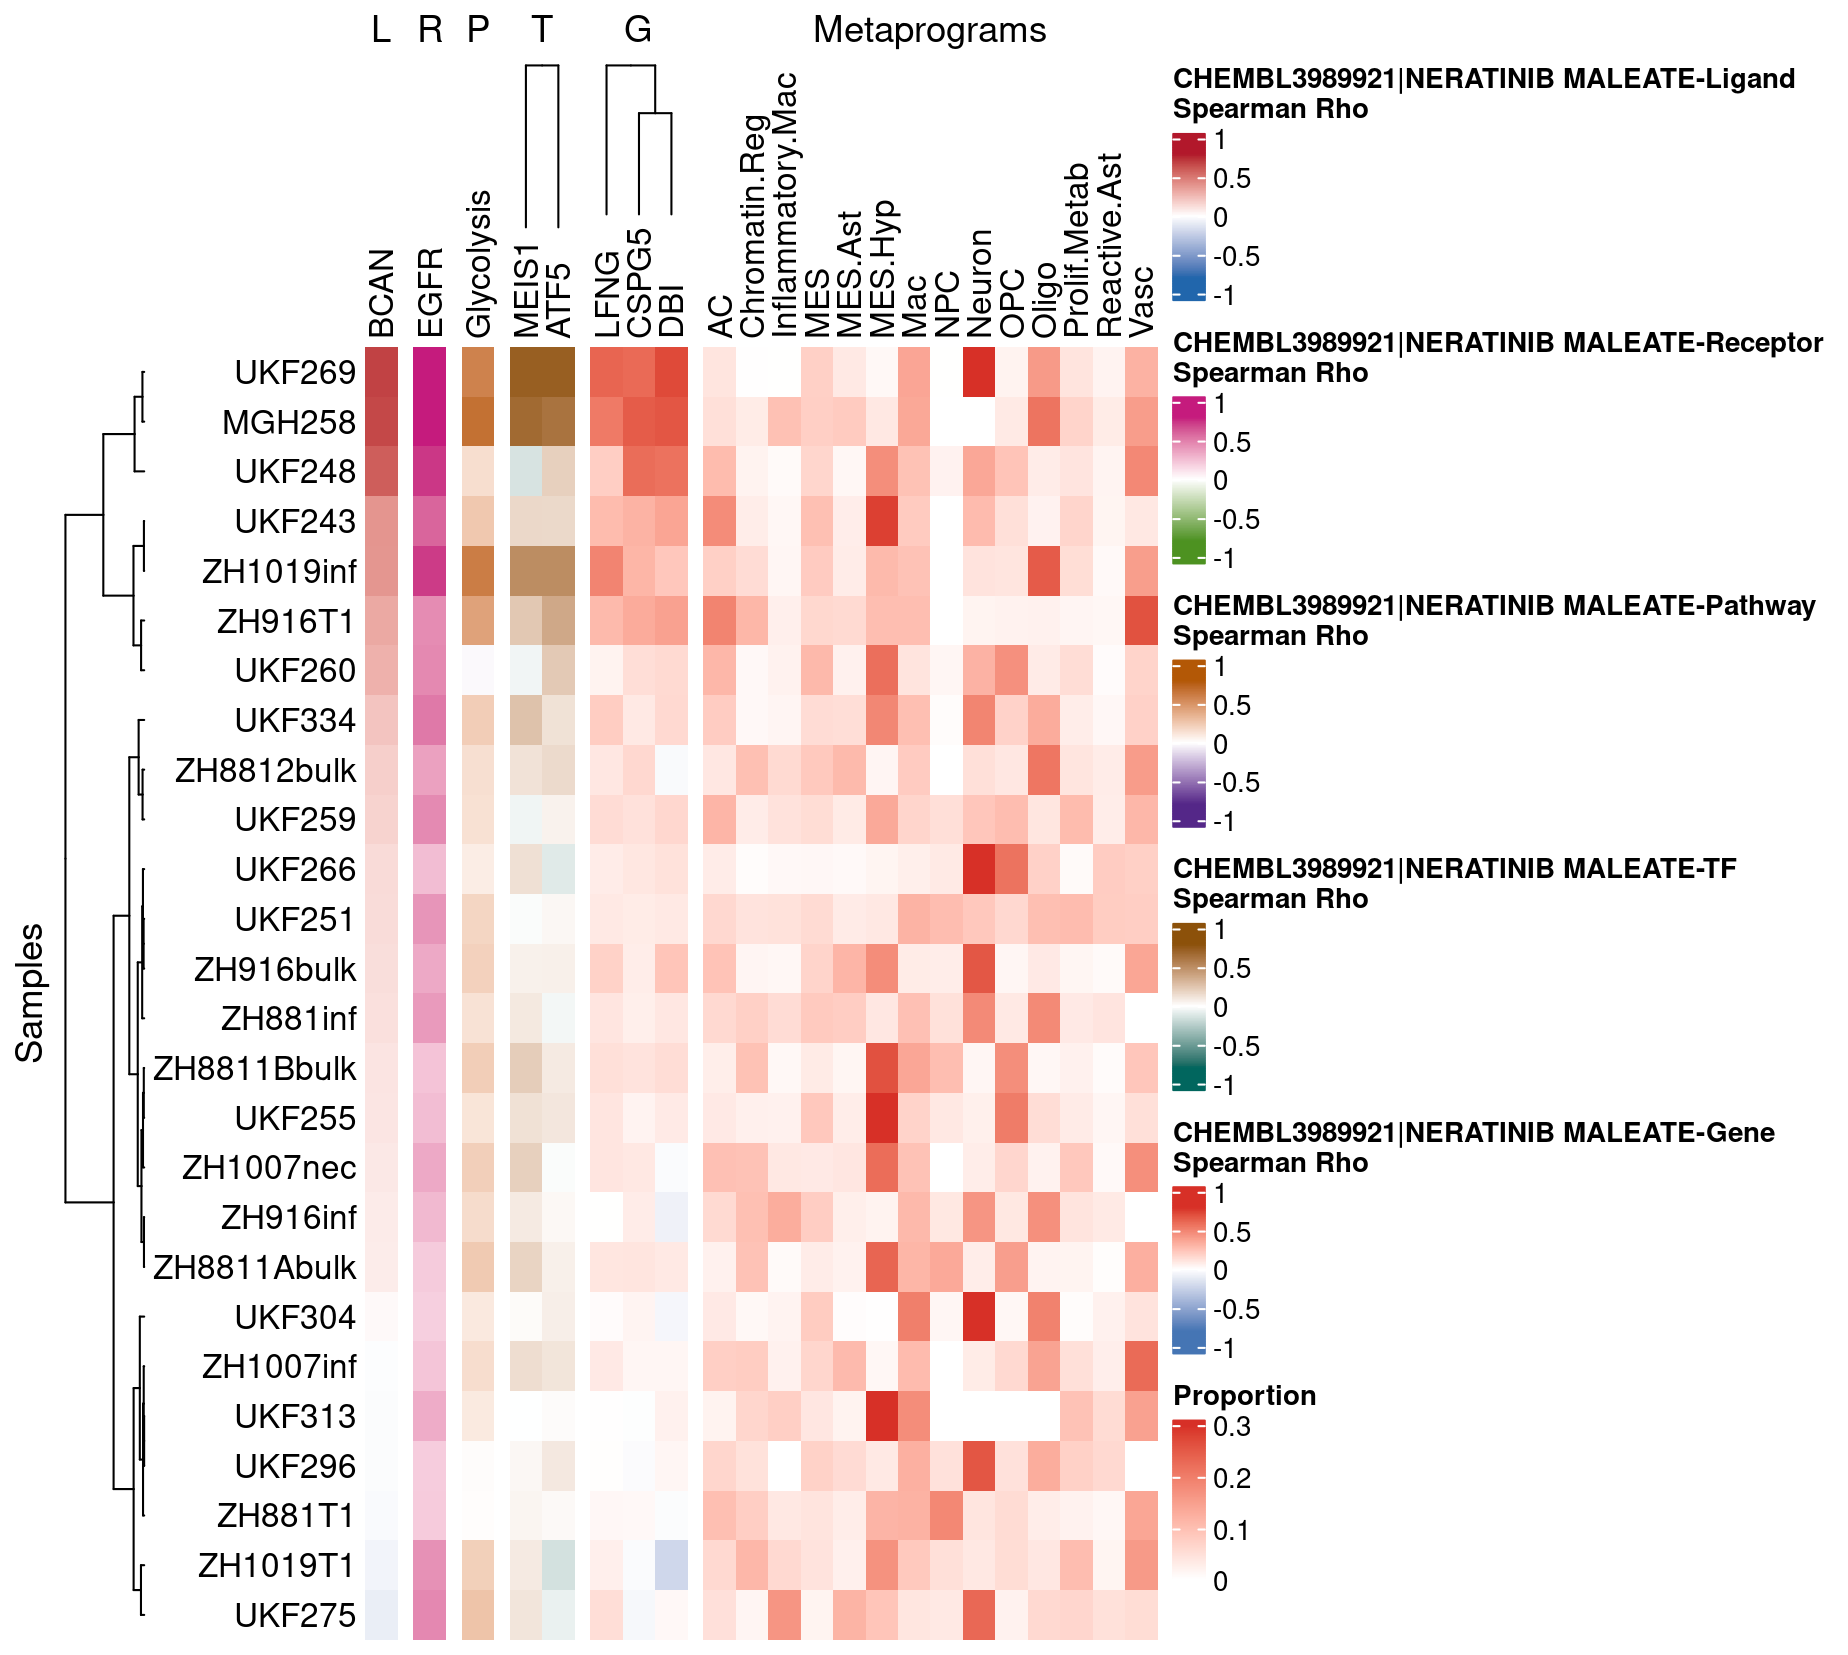 L R P T G Metaprograms
BCAN
EGFR
Glycolysis
MEIS1
ATF5
LFNG
CSPG5
DBI
AC
Chromatin.Reg
Inflammatory.Mac
MES
MES.Ast
MES.Hyp
Mac
NPC
Neuron
OPC
Oligo
Prolif.Metab
Reactive.Ast
Vasc
Samples
UKF269
MGH258
UKF248
UKF243
ZH1019inf
ZH916T1
UKF260
UKF334
ZH8812bulk
UKF259
UKF266
UKF251
ZH916bulk
ZH881inf
ZH8811Bbulk
UKF255
ZH1007nec
ZH916inf
ZH8811Abulk
UKF304
ZH1007inf
UKF313
UKF296
ZH881T1
ZH1019T1
UKF275
CHEMBL3989921|NERATINIB MALEATE-Ligand
Spearman Rho
1
0.5
0
-0.5
-1
CHEMBL3989921|NERATINIB MALEATE-Receptor
Spearman Rho
1
0.5
0
-0.5
-1
CHEMBL3989921|NERATINIB MALEATE-Pathway
Spearman Rho
1
0.5
0
-0.5
-1
CHEMBL3989921|NERATINIB MALEATE-TF
Spearman Rho
1
0.5
0
-0.5
-1
CHEMBL3989921|NERATINIB MALEATE-Gene
Spearman Rho
1
0.5
0
-0.5
-1
Proportion
0.3
0.2
0.1
0